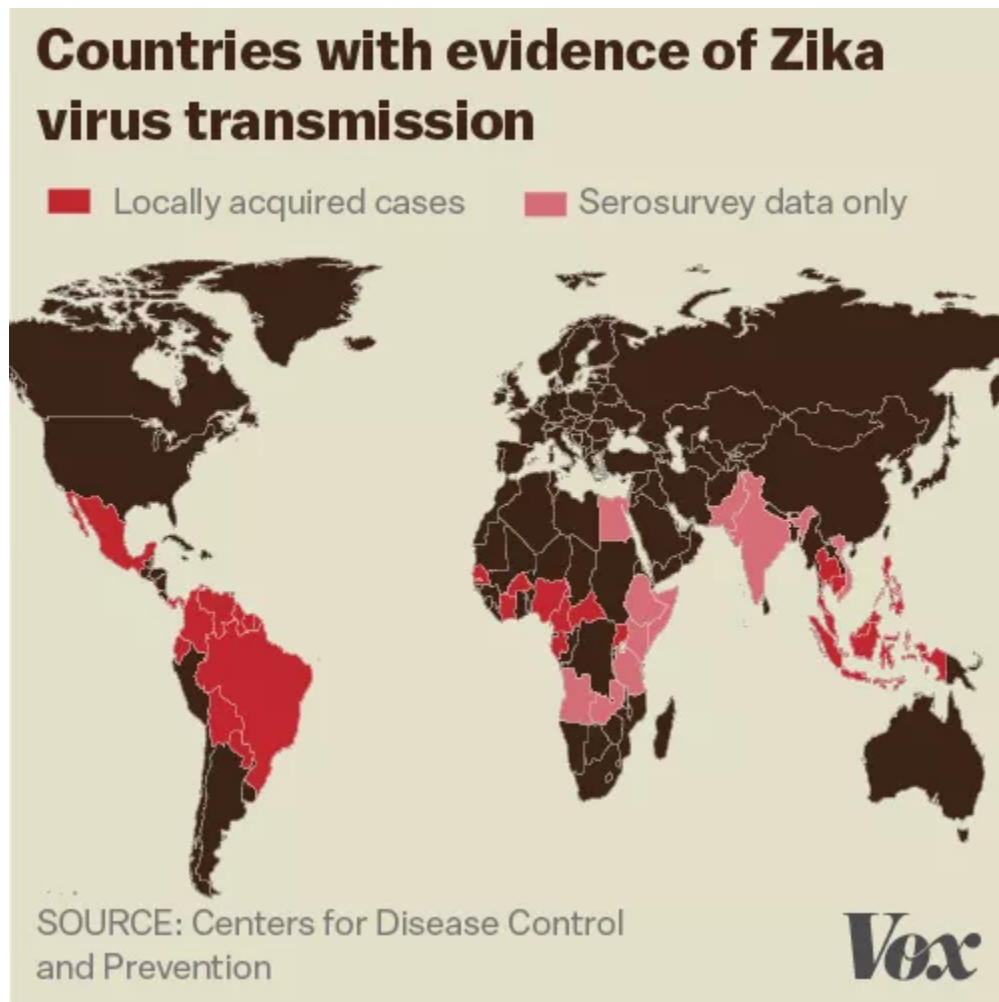 Countries with evidence of Zika
virus transmission
Locally acquired cases
Serosurvey data only
SOURCE: Centers for Disease Control
and Prevention
Vox